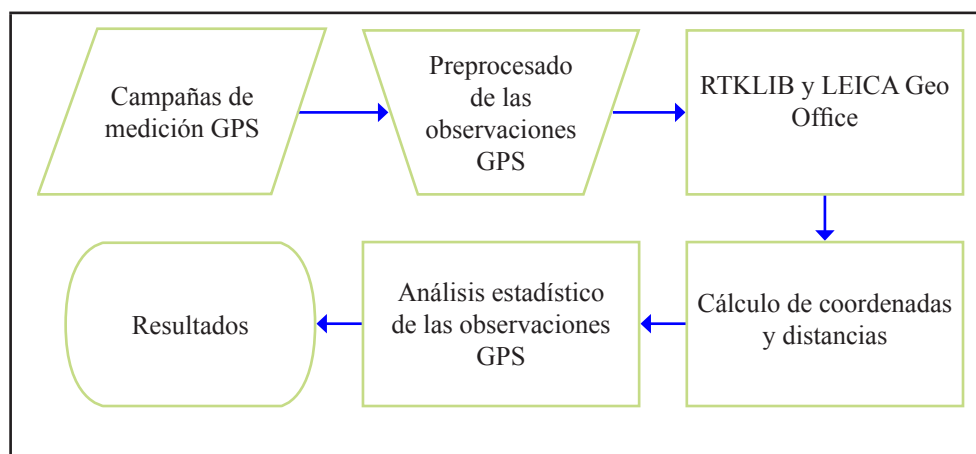 Campañas de
medición GPS
Preprocesado
de las
observaciones
GPS
RTKLIB y LEICA Geo
Office
Cálculo de coordenadas
y distancias
Análisis estadístico
de las observaciones
GPS
Resultados